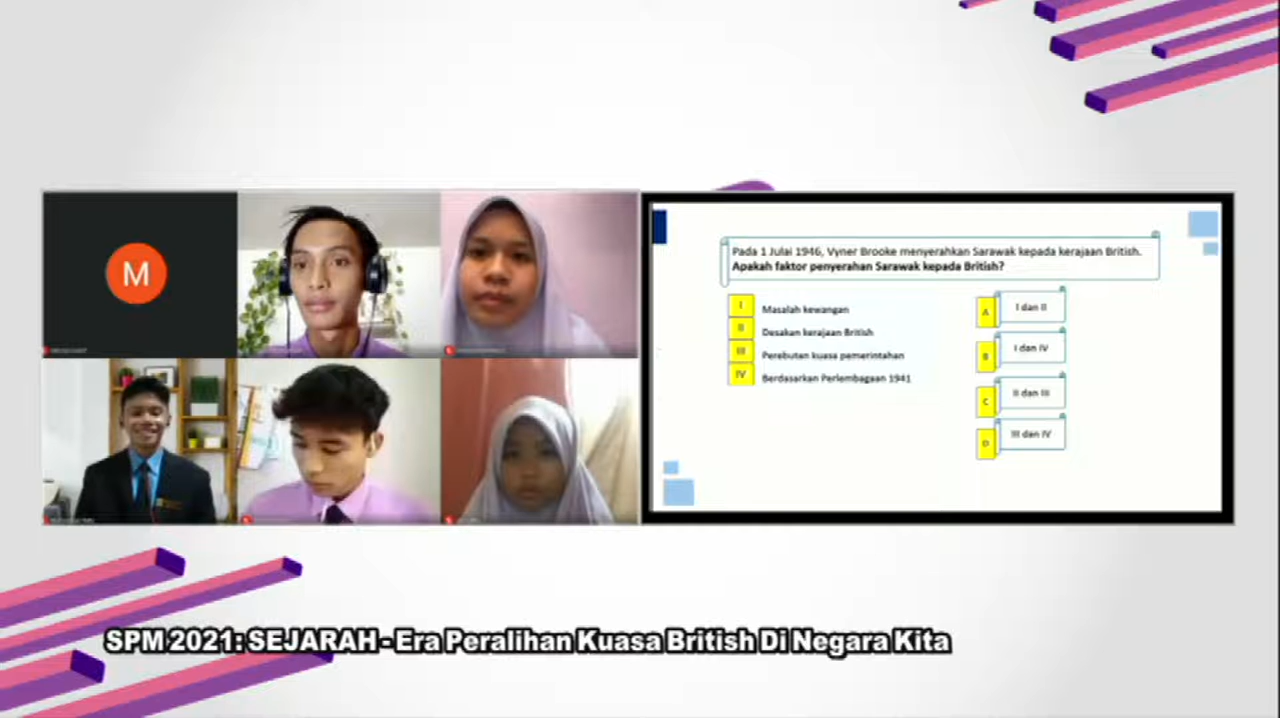 M
Pada 1 Julai 1946, Vyner Brooke menyerahkan Sarawak kepada kerajaan British.
Apakah faktor penyerahan Sarawak kepada British?
I Masalah kewangan
II Desakan kerajaan British
III Perebutan kuasa pemerintahan
IV Berdasarkan Perlembagaan 1941
A I dan II
B I dan IV
C II dan III
D III dan IV
SPM 2021: SEJARAH - Era Peralihan Kuasa British Di Negara Kita